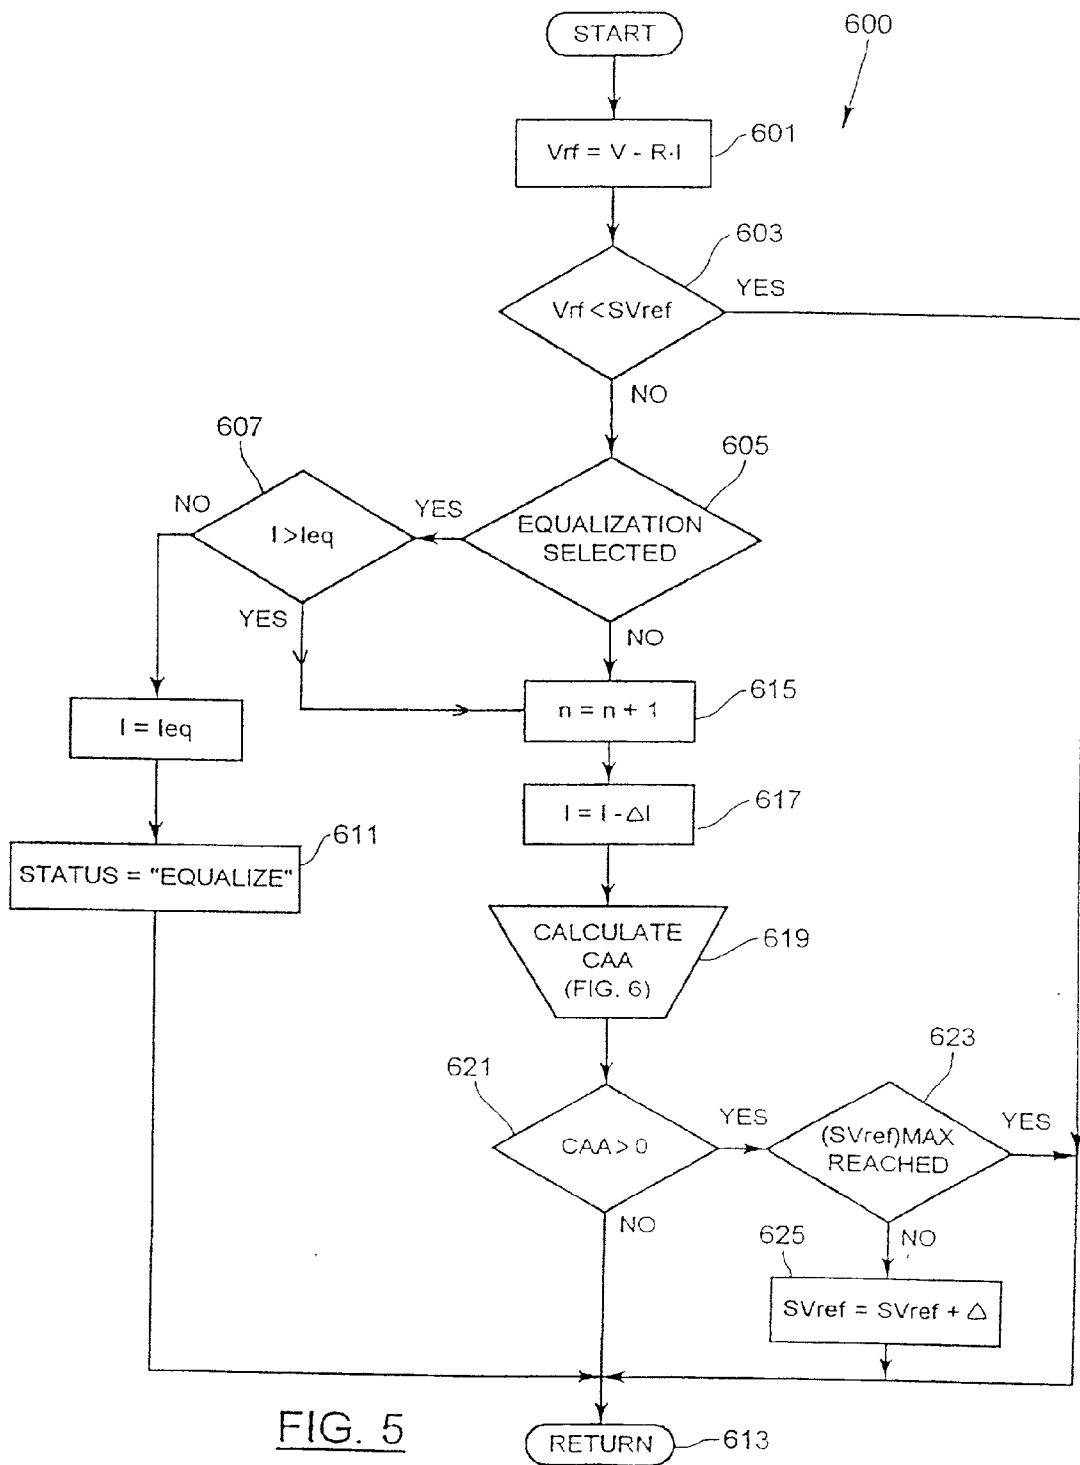 START
600
Vrf = V - R·I
601
603
Vrf < SVref
YES
NO
607
605
NO
I > Ieq
YES
EQUALIZATION
SELECTED
YES
NO
I = Ieq
n = n + 1
615
I = I - ΔI
617
STATUS = "EQUALIZE"
611
CALCULATE
CAA
(FIG. 6)
619
621
623
CAA > 0
YES
(SVref)MAX
REACHED
YES
NO
NO
625
SVref = SVref + Δ
FIG. 5
RETURN
613